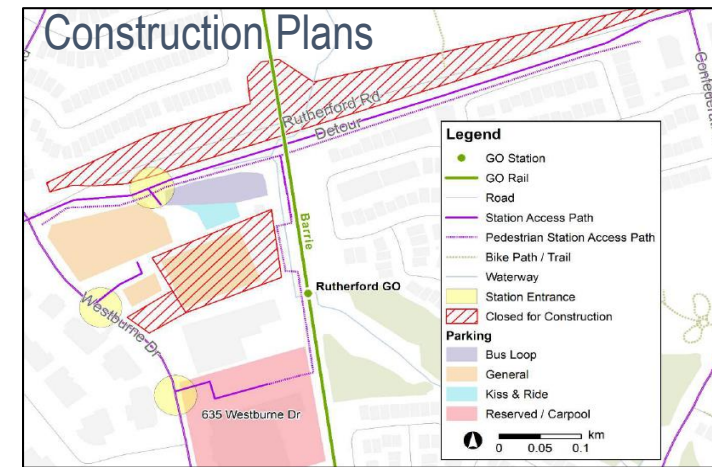 Construction Plans
Rutherford Rd
Detour
Barrie
Rutherford GO
Westburne Dr
635 Westburne Dr
Legend
GO Station
GO Rail
Road
Station Access Path
Pedestrian Station Access Path
Bike Path / Trail
Waterway
Station Entrance
Closed for Construction
Parking
Bus Loop
General
Kiss & Ride
Reserved / Carpool
km
0 0.05 0.1